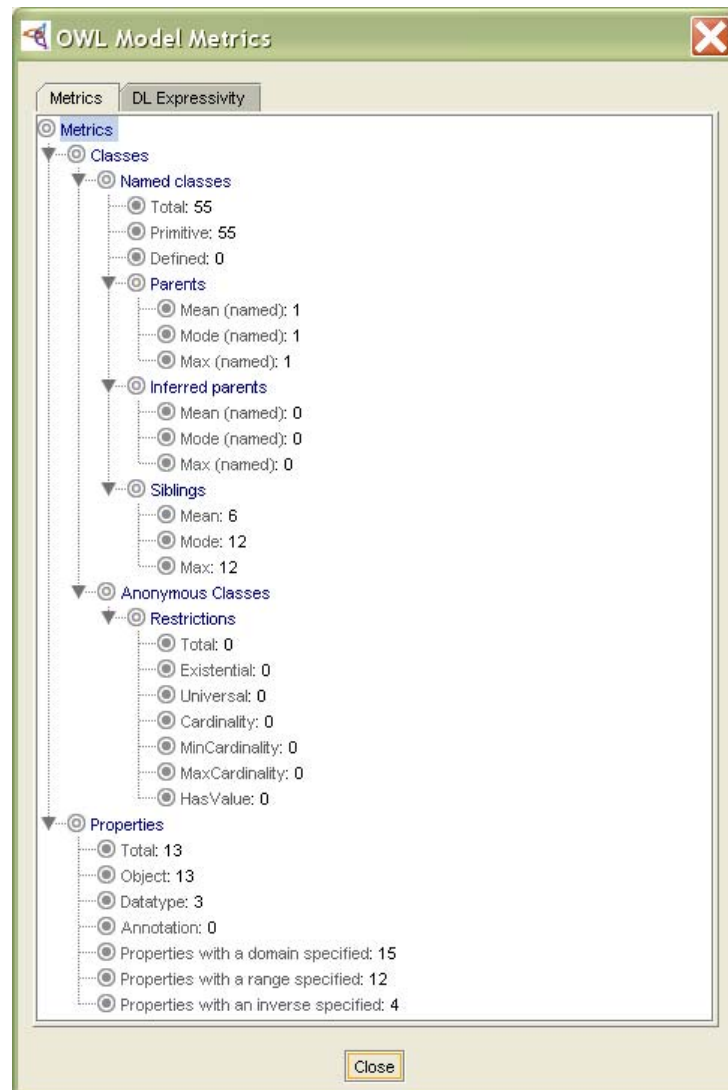 OWL Model Metrics
Metrics DL Expressivity
Metrics
Classes
Named classes
Total: 55
Primitive: 55
Defined: 0
Parents
Mean (named): 1
Mode (named): 1
Max (named): 1
Inferred parents
Mean (named): 0
Mode (named): 0
Max (named): 0
Siblings
Mean: 6
Mode: 12
Max: 12
Anonymous Classes
Restrictions
Total: 0
Existential: 0
Universal: 0
Cardinality: 0
MinCardinality: 0
MaxCardinality: 0
HasValue: 0
Properties
Total: 13
Object: 13
Datatype: 3
Annotation: 0
Properties with a domain specified: 15
Properties with a range specified: 12
Properties with an inverse specified: 4
Close